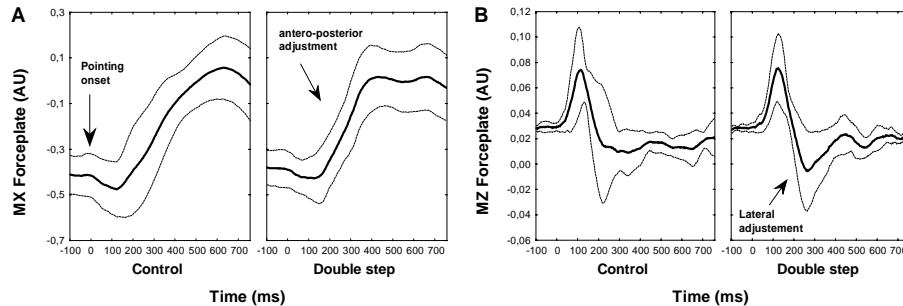 A
B
MX Forceplate (AU)
0,3
0,1
-0,1
-0,3
-0,5
-0,7
Pointing
onset
antero-posterior
adjustment
-100 0 100 200 300 400 500 600 700
Control
-100 0 100 200 300 400 500 600 700
Double step
Time (ms)
MZ Forceplate (AU)
0,12
0,10
0,08
0,06
0,04
0,02
0,00
-0,02
-0,04
-0,06
Lateral
adjustement
-100 0 100 200 300 400 500 600 700
Control
-100 0 100 200 300 400 500 600 700
Double step
Time (ms)